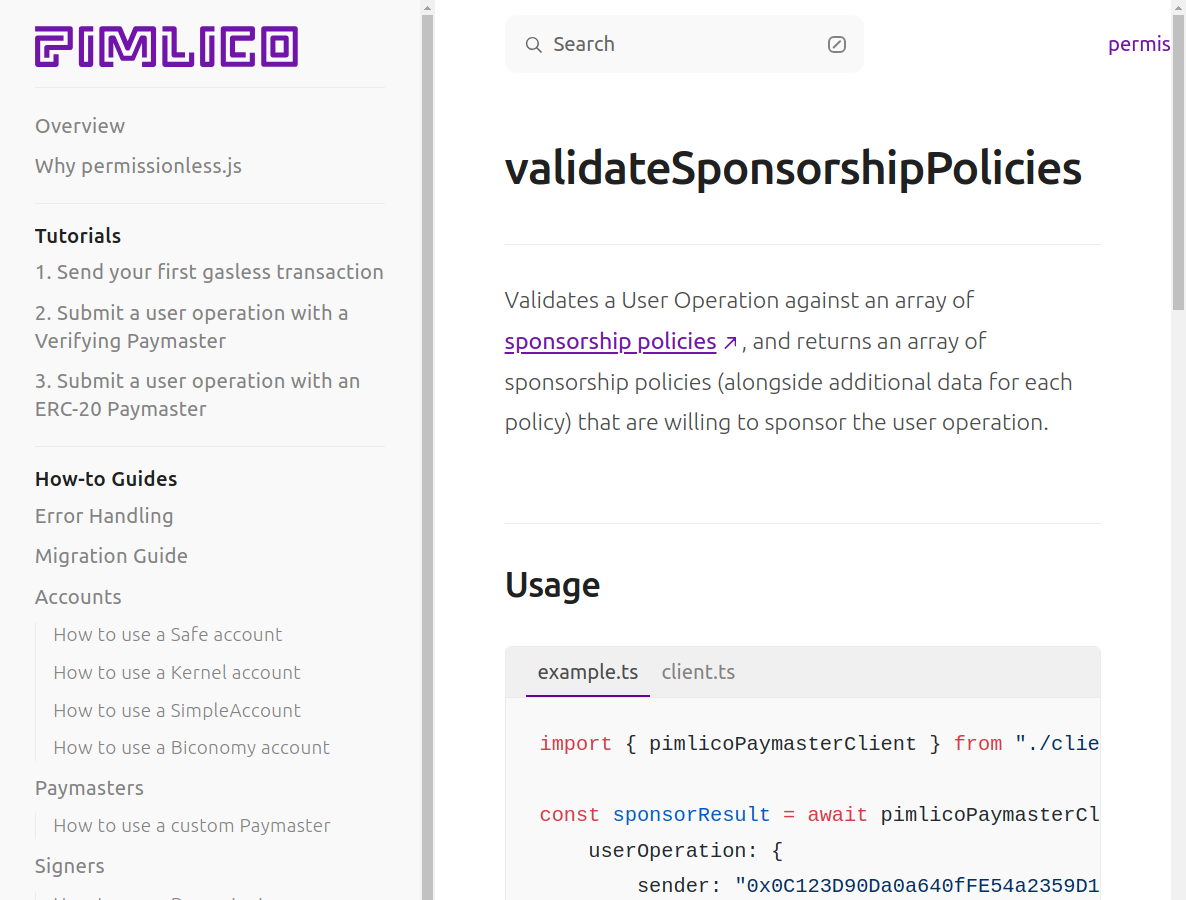 PIMLICO
Overview
Why permissionless.js
Tutorials
1. Send your first gasless transaction
2. Submit a user operation with a
Verifying Paymaster
3. Submit a user operation with an
ERC-20 Paymaster
How-to Guides
Error Handling
Migration Guide
Accounts
How to use a Safe account
How to use a Kernel account
How to use a SimpleAccount
How to use a Biconomy account
Paymasters
How to use a custom Paymaster
Signers
Search
permis
validateSponsorshipPolicies
Validates a User Operation against an array of
sponsorship policies, and returns an array of
sponsorship policies (alongside additional data for each
policy) that are willing to sponsor the user operation.
Usage
example.ts client.ts
import { pimlicoPaymasterClient } from "./clie
const sponsorResult = await pimlicoPaymasterCl
userOperation: {
sender: "0x0C123D90Da0a640fFE54a2359D1